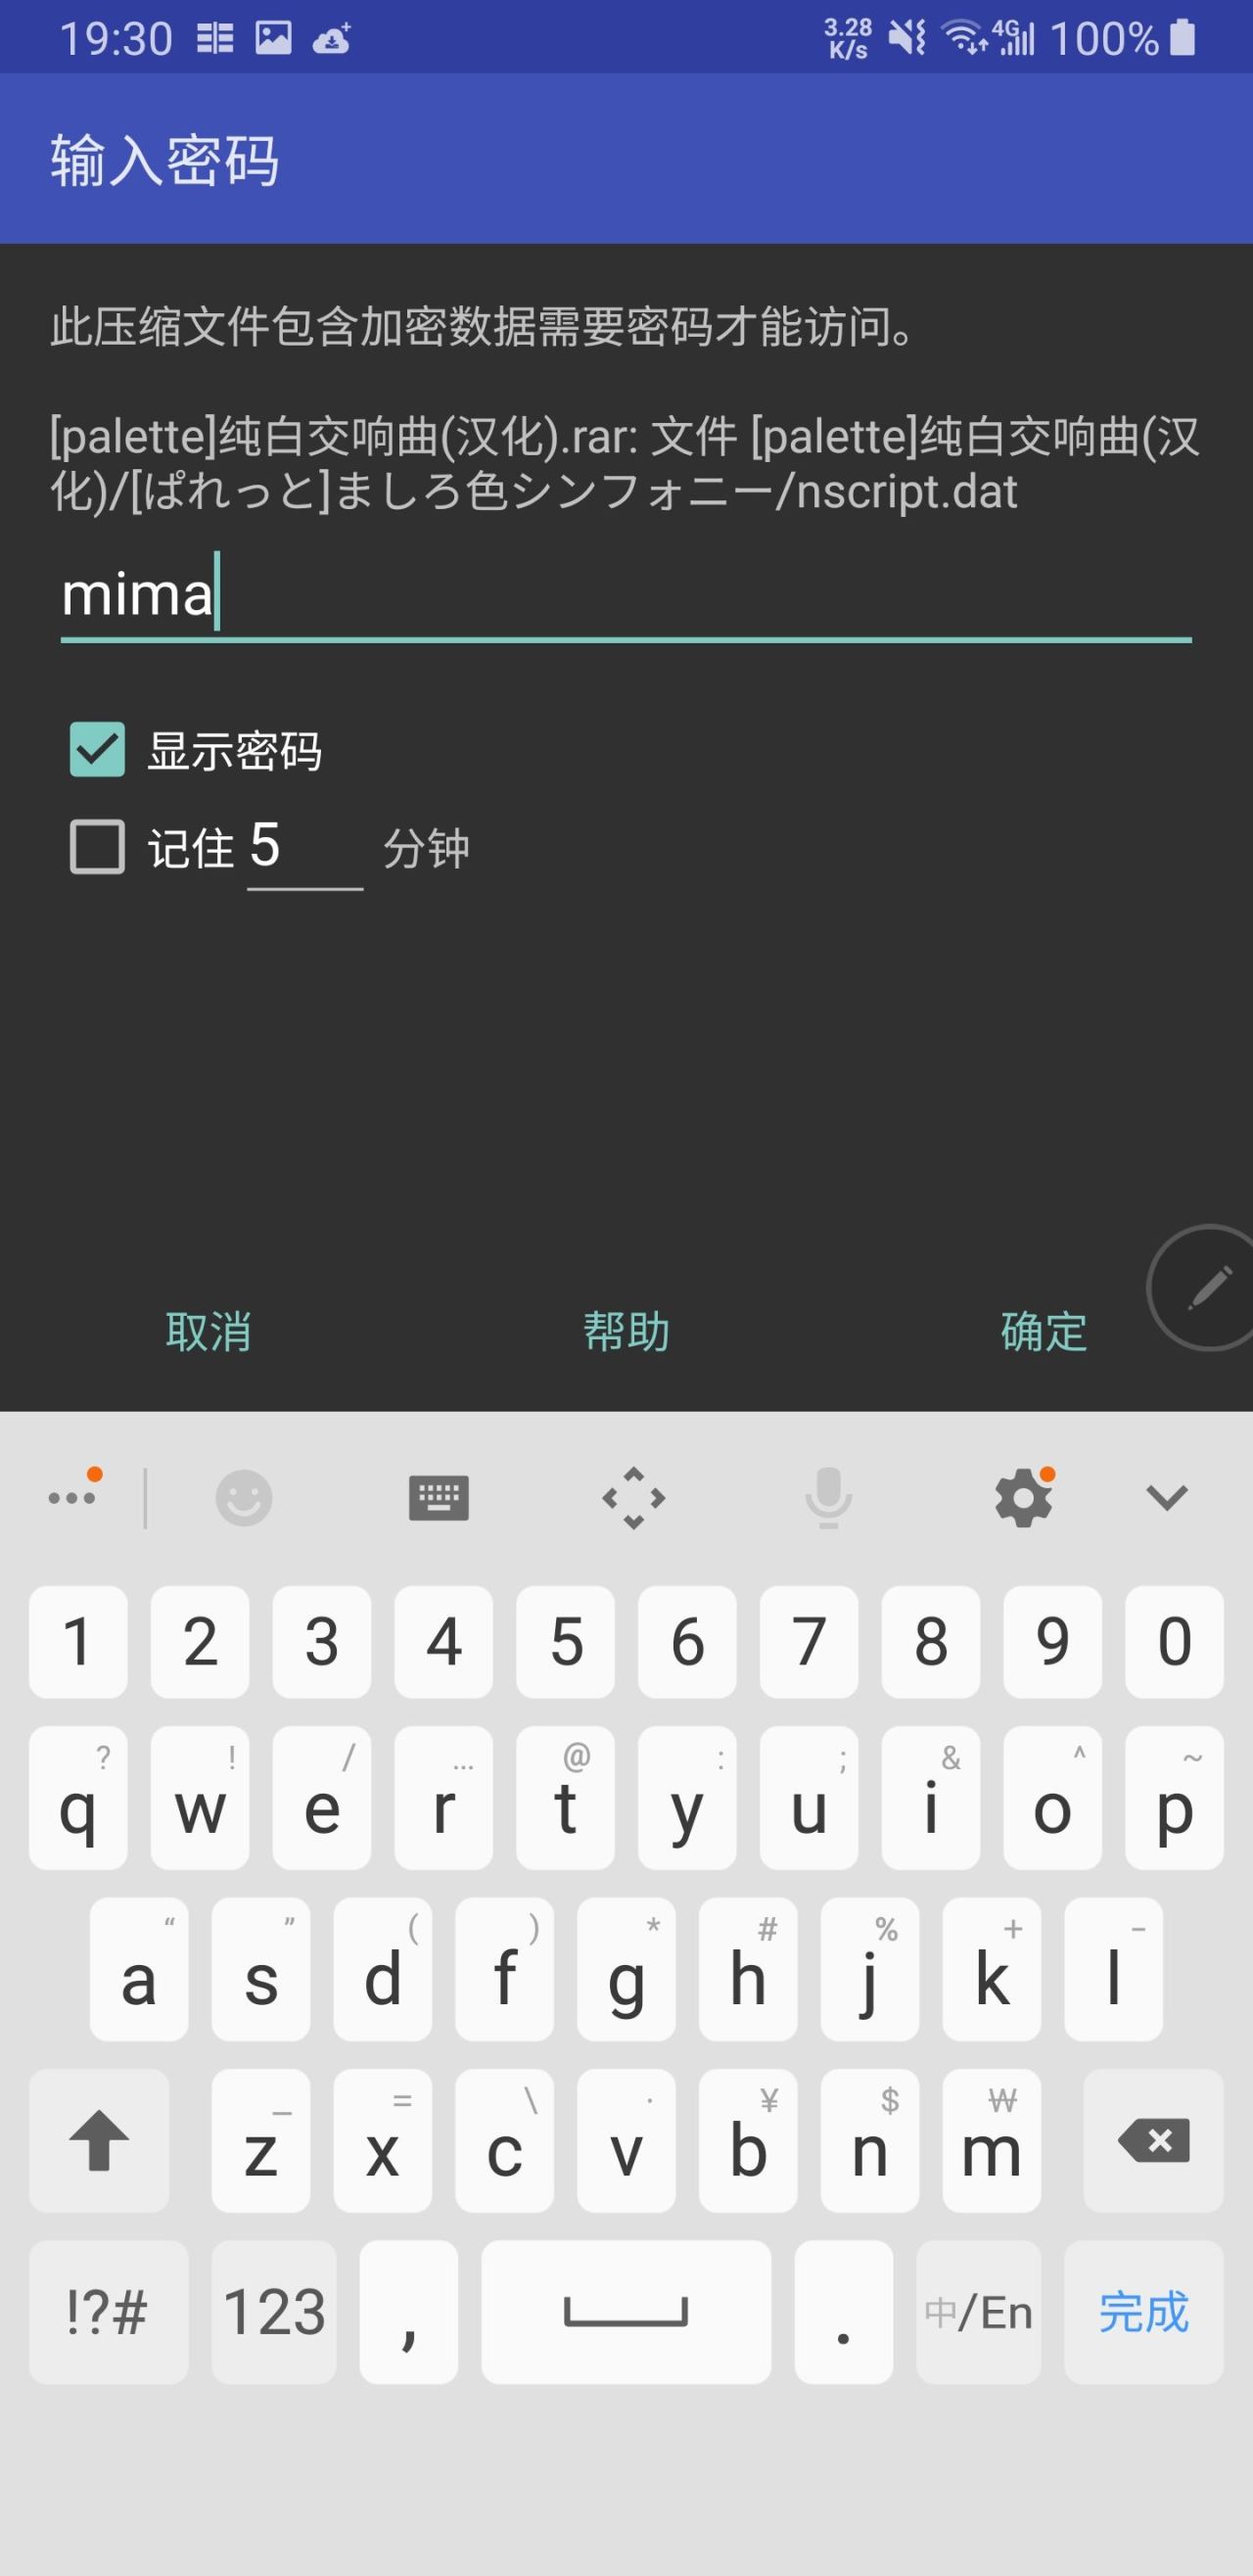 19:30 3.28 K/s 4G 100%
输入密码
此压缩文件包含加密数据需要密码才能访问。
[palette]纯白交响曲(汉化).rar: 文件 [palette]纯白交响曲(汉
化)/[ぱれっと]ましろ色シンフォニー/nscript.dat
mima
显示密码
记住 5 分钟
取消 帮助 确定
1 2 3 4 5 6 7 8 9 0
? ! / … @ : ; & ^ ~
q w e r t y u i o p
“ ” ( ) * # % + -
a s d f g h j k l
_ = \ · ¥ $ ₩
z x c v b n m
!?# 123 , . 中/En 完成